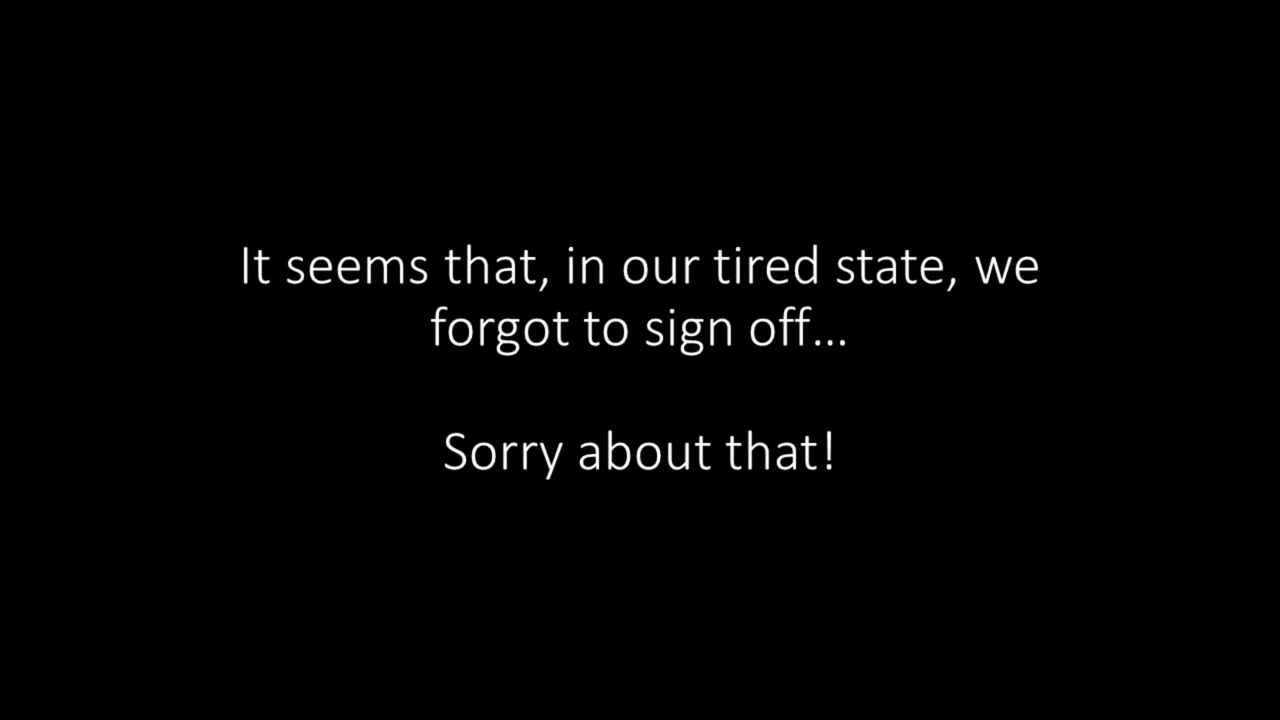 It seems that, in our tired state, we
forgot to sign off...
Sorry about that!